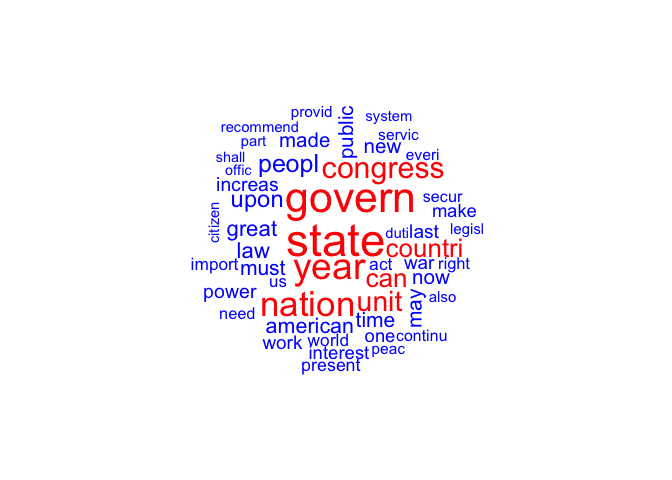 provid
system
recommend
public
servic
part
made
new
everi
shall
peopl
congress
offic
increas
upon
govern
secur
make
citizen
great
state
duti
last
legisl
law
countri
import
must
year
act
war
right
us
can
now
power
nation
unit
may
also
need
american
time
work
world
one
continu
interest
peac
present